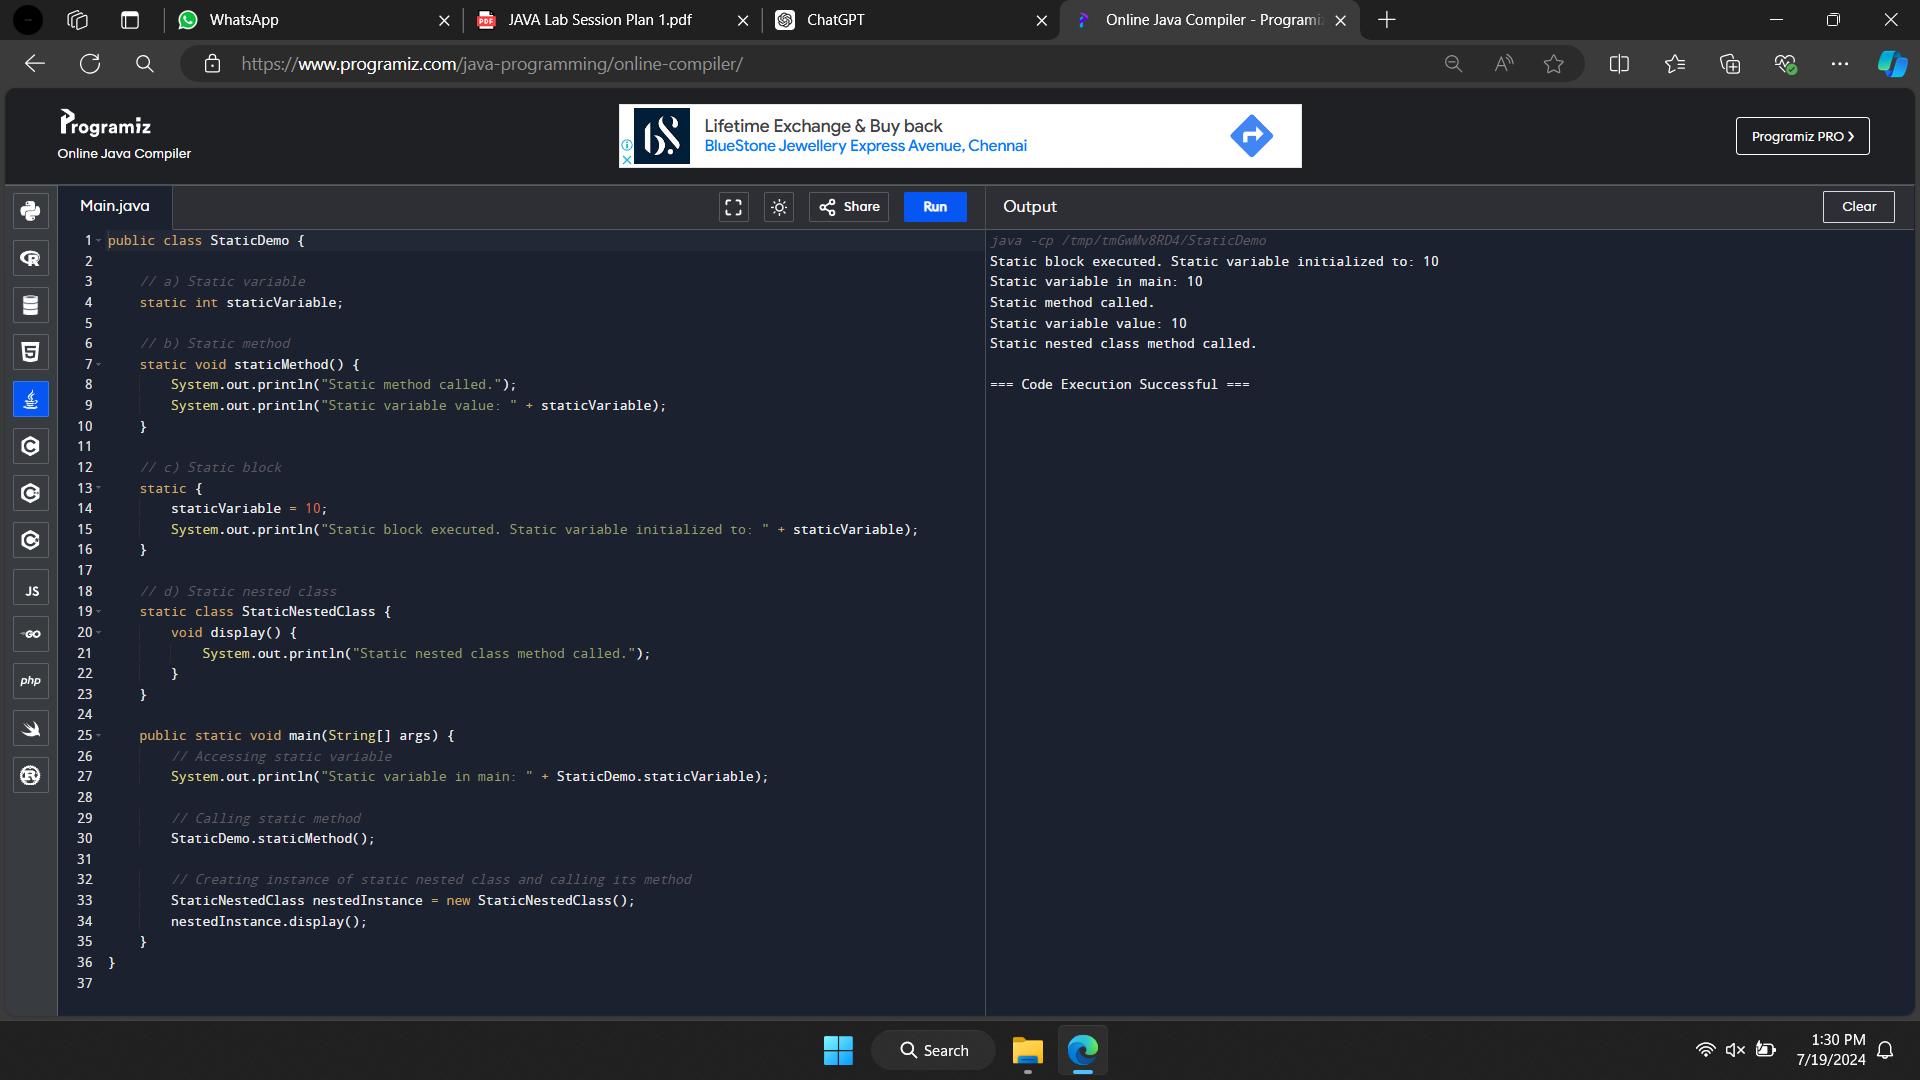 WhatsApp
JAVA Lab Session Plan 1.pdf
ChatGPT
Online Java Compiler - Programiz
https://www.programiz.com/java-programming/online-compiler/
Programiz
Online Java Compiler
Lifetime Exchange & Buy back
BlueStone Jewellery Express Avenue, Chennai
Programiz PRO
Main.java
Share
Run
Output
Clear
1 public class StaticDemo {
2
3 // a) Static variable
4 static int staticVariable;
5
6 // b) Static method
7 static void staticMethod() {
8 System.out.println("Static method called.");
9 System.out.println("Static variable value: " + staticVariable);
10 }
11
12 // c) Static block
13 static {
14 staticVariable = 10;
15 System.out.println("Static block executed. Static variable initialized to: " + staticVariable);
16 }
17
18 // d) Static nested class
19 static class StaticNestedClass {
20 void display() {
21 System.out.println("Static nested class method called.");
22 }
23 }
24
25 public static void main(String[] args) {
26 // Accessing static variable
27 System.out.println("Static variable in main: " + StaticDemo.staticVariable);
28
29 // Calling static method
30 StaticDemo.staticMethod();
31
32 // Creating instance of static nested class and calling its method
33 StaticNestedClass nestedInstance = new StaticNestedClass();
34 nestedInstance.display();
35 }
36 }
37
java -cp /tmp/tmGwMv8RD4/StaticDemo
Static block executed. Static variable initialized to: 10
Static variable in main: 10
Static method called.
Static variable value: 10
Static nested class method called.
=== Code Execution Successful ===
JS
GO
php
Search
1:30 PM
7/19/2024